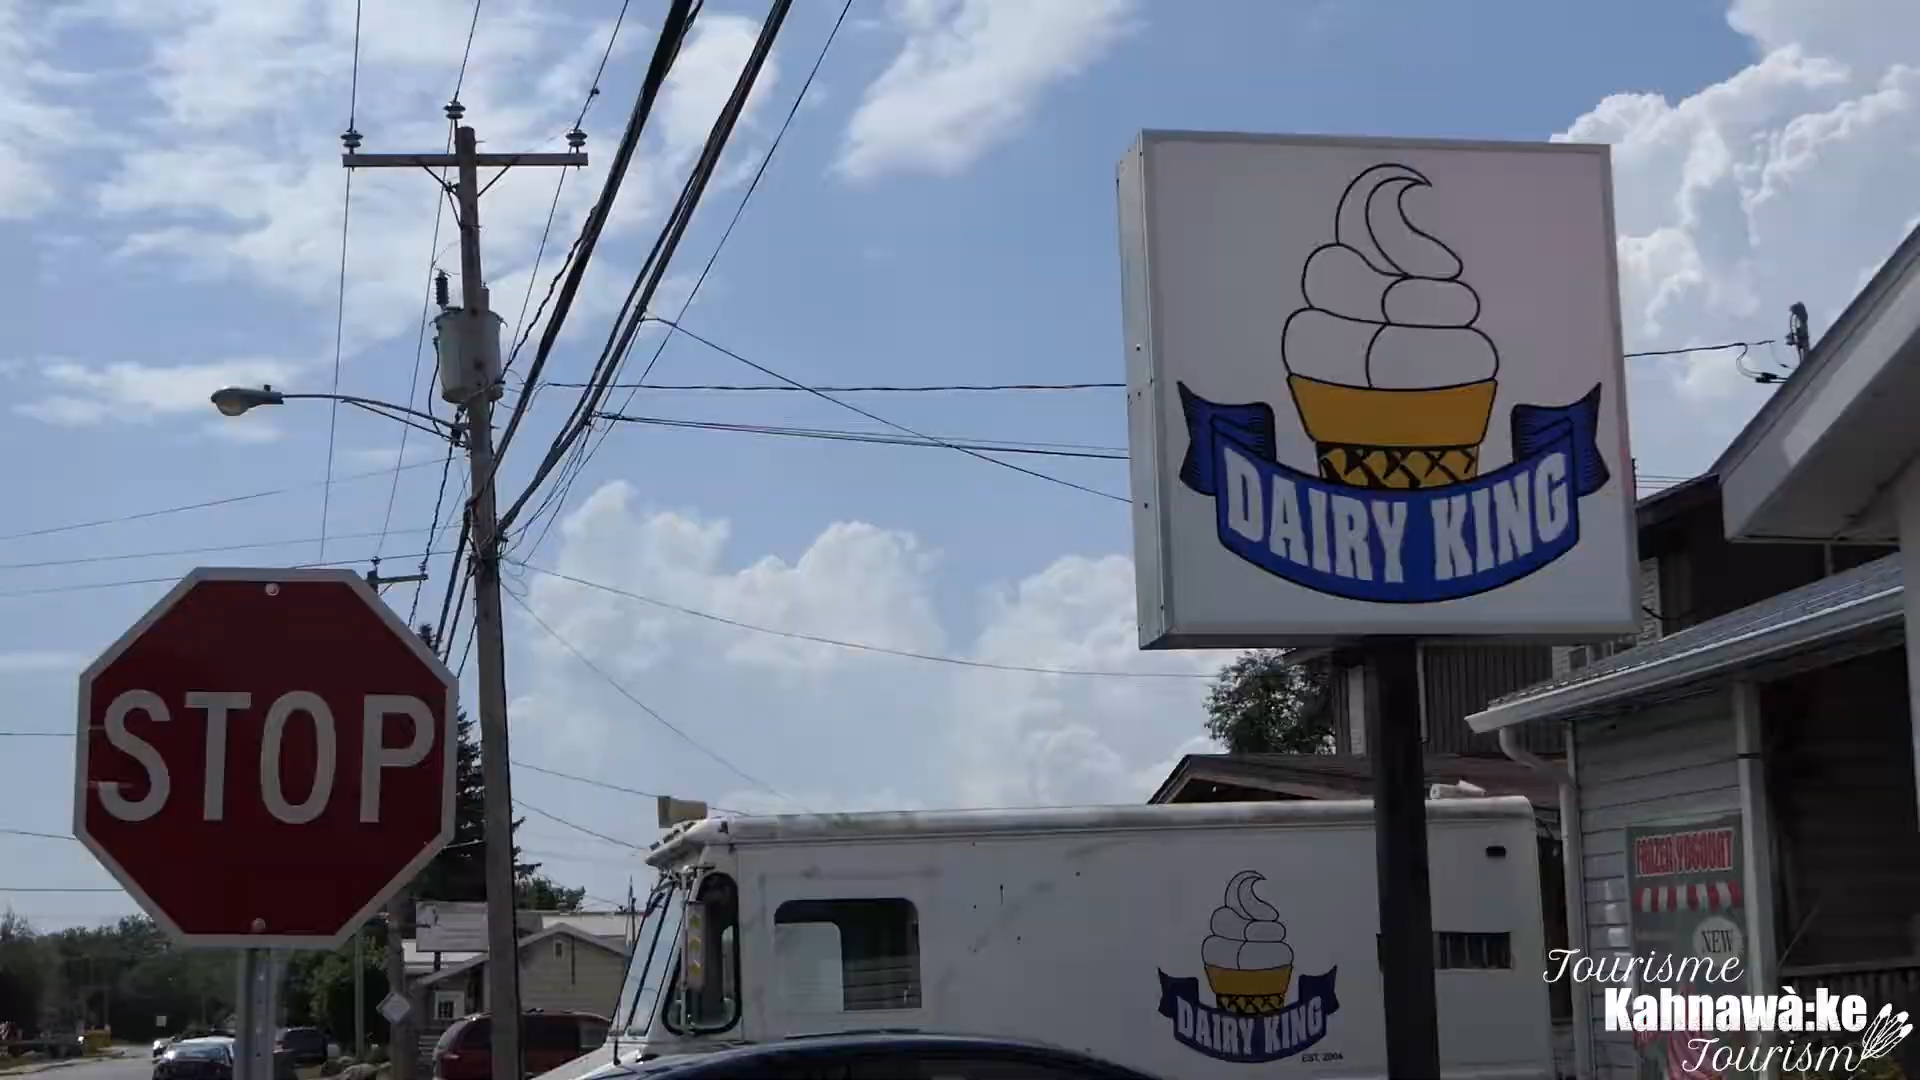 STOP
DAIRY KING
DAIRY KING
EST. 2004
FROZEN YOGOURT
NEW
Tourisme
Kahnawà:ke
Tourism